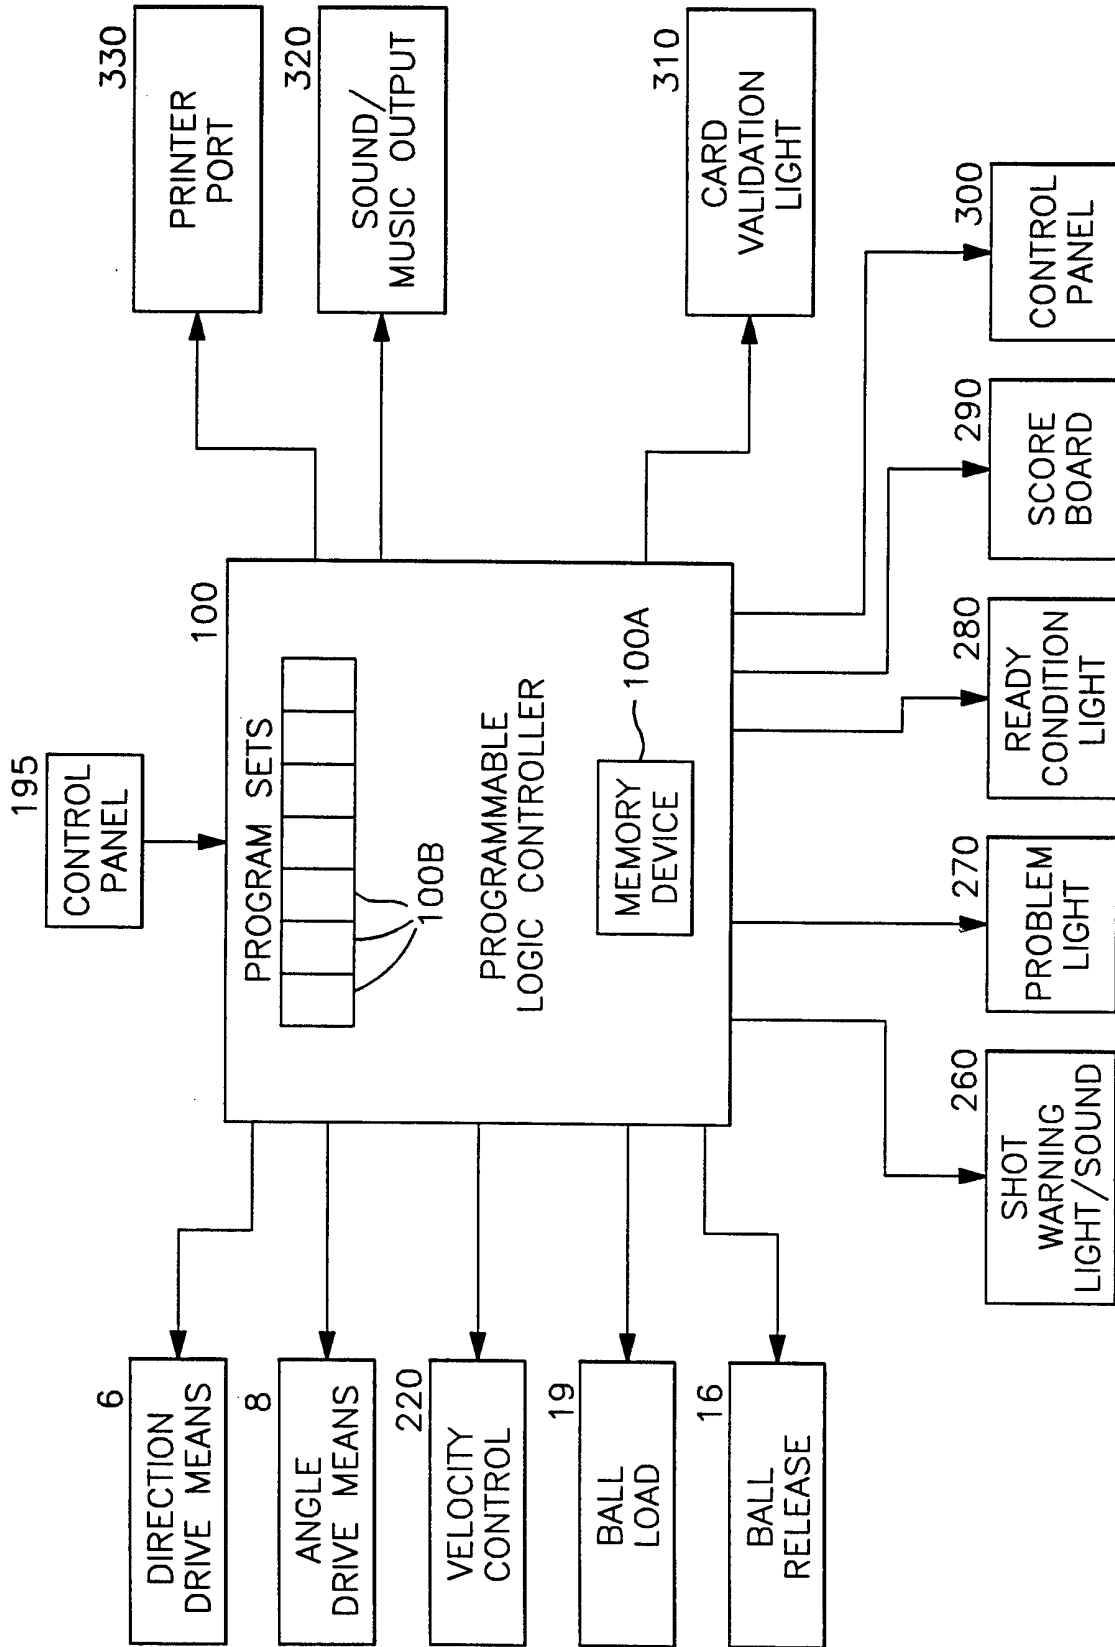 195
CONTROL
PANEL
100
PROGRAM SETS
100B
PROGRAMMABLE
LOGIC CONTROLLER
MEMORY
DEVICE
100A
6
DIRECTION
DRIVE MEANS
8
ANGLE
DRIVE MEANS
220
VELOCITY
CONTROL
19
BALL
LOAD
16
BALL
RELEASE
330
PRINTER
PORT
320
SOUND/
MUSIC OUTPUT
310
CARD
VALIDATION
LIGHT
260
SHOT
WARNING
LIGHT/SOUND
270
PROBLEM
LIGHT
280
READY
CONDITION
LIGHT
290
SCORE
BOARD
300
CONTROL
PANEL